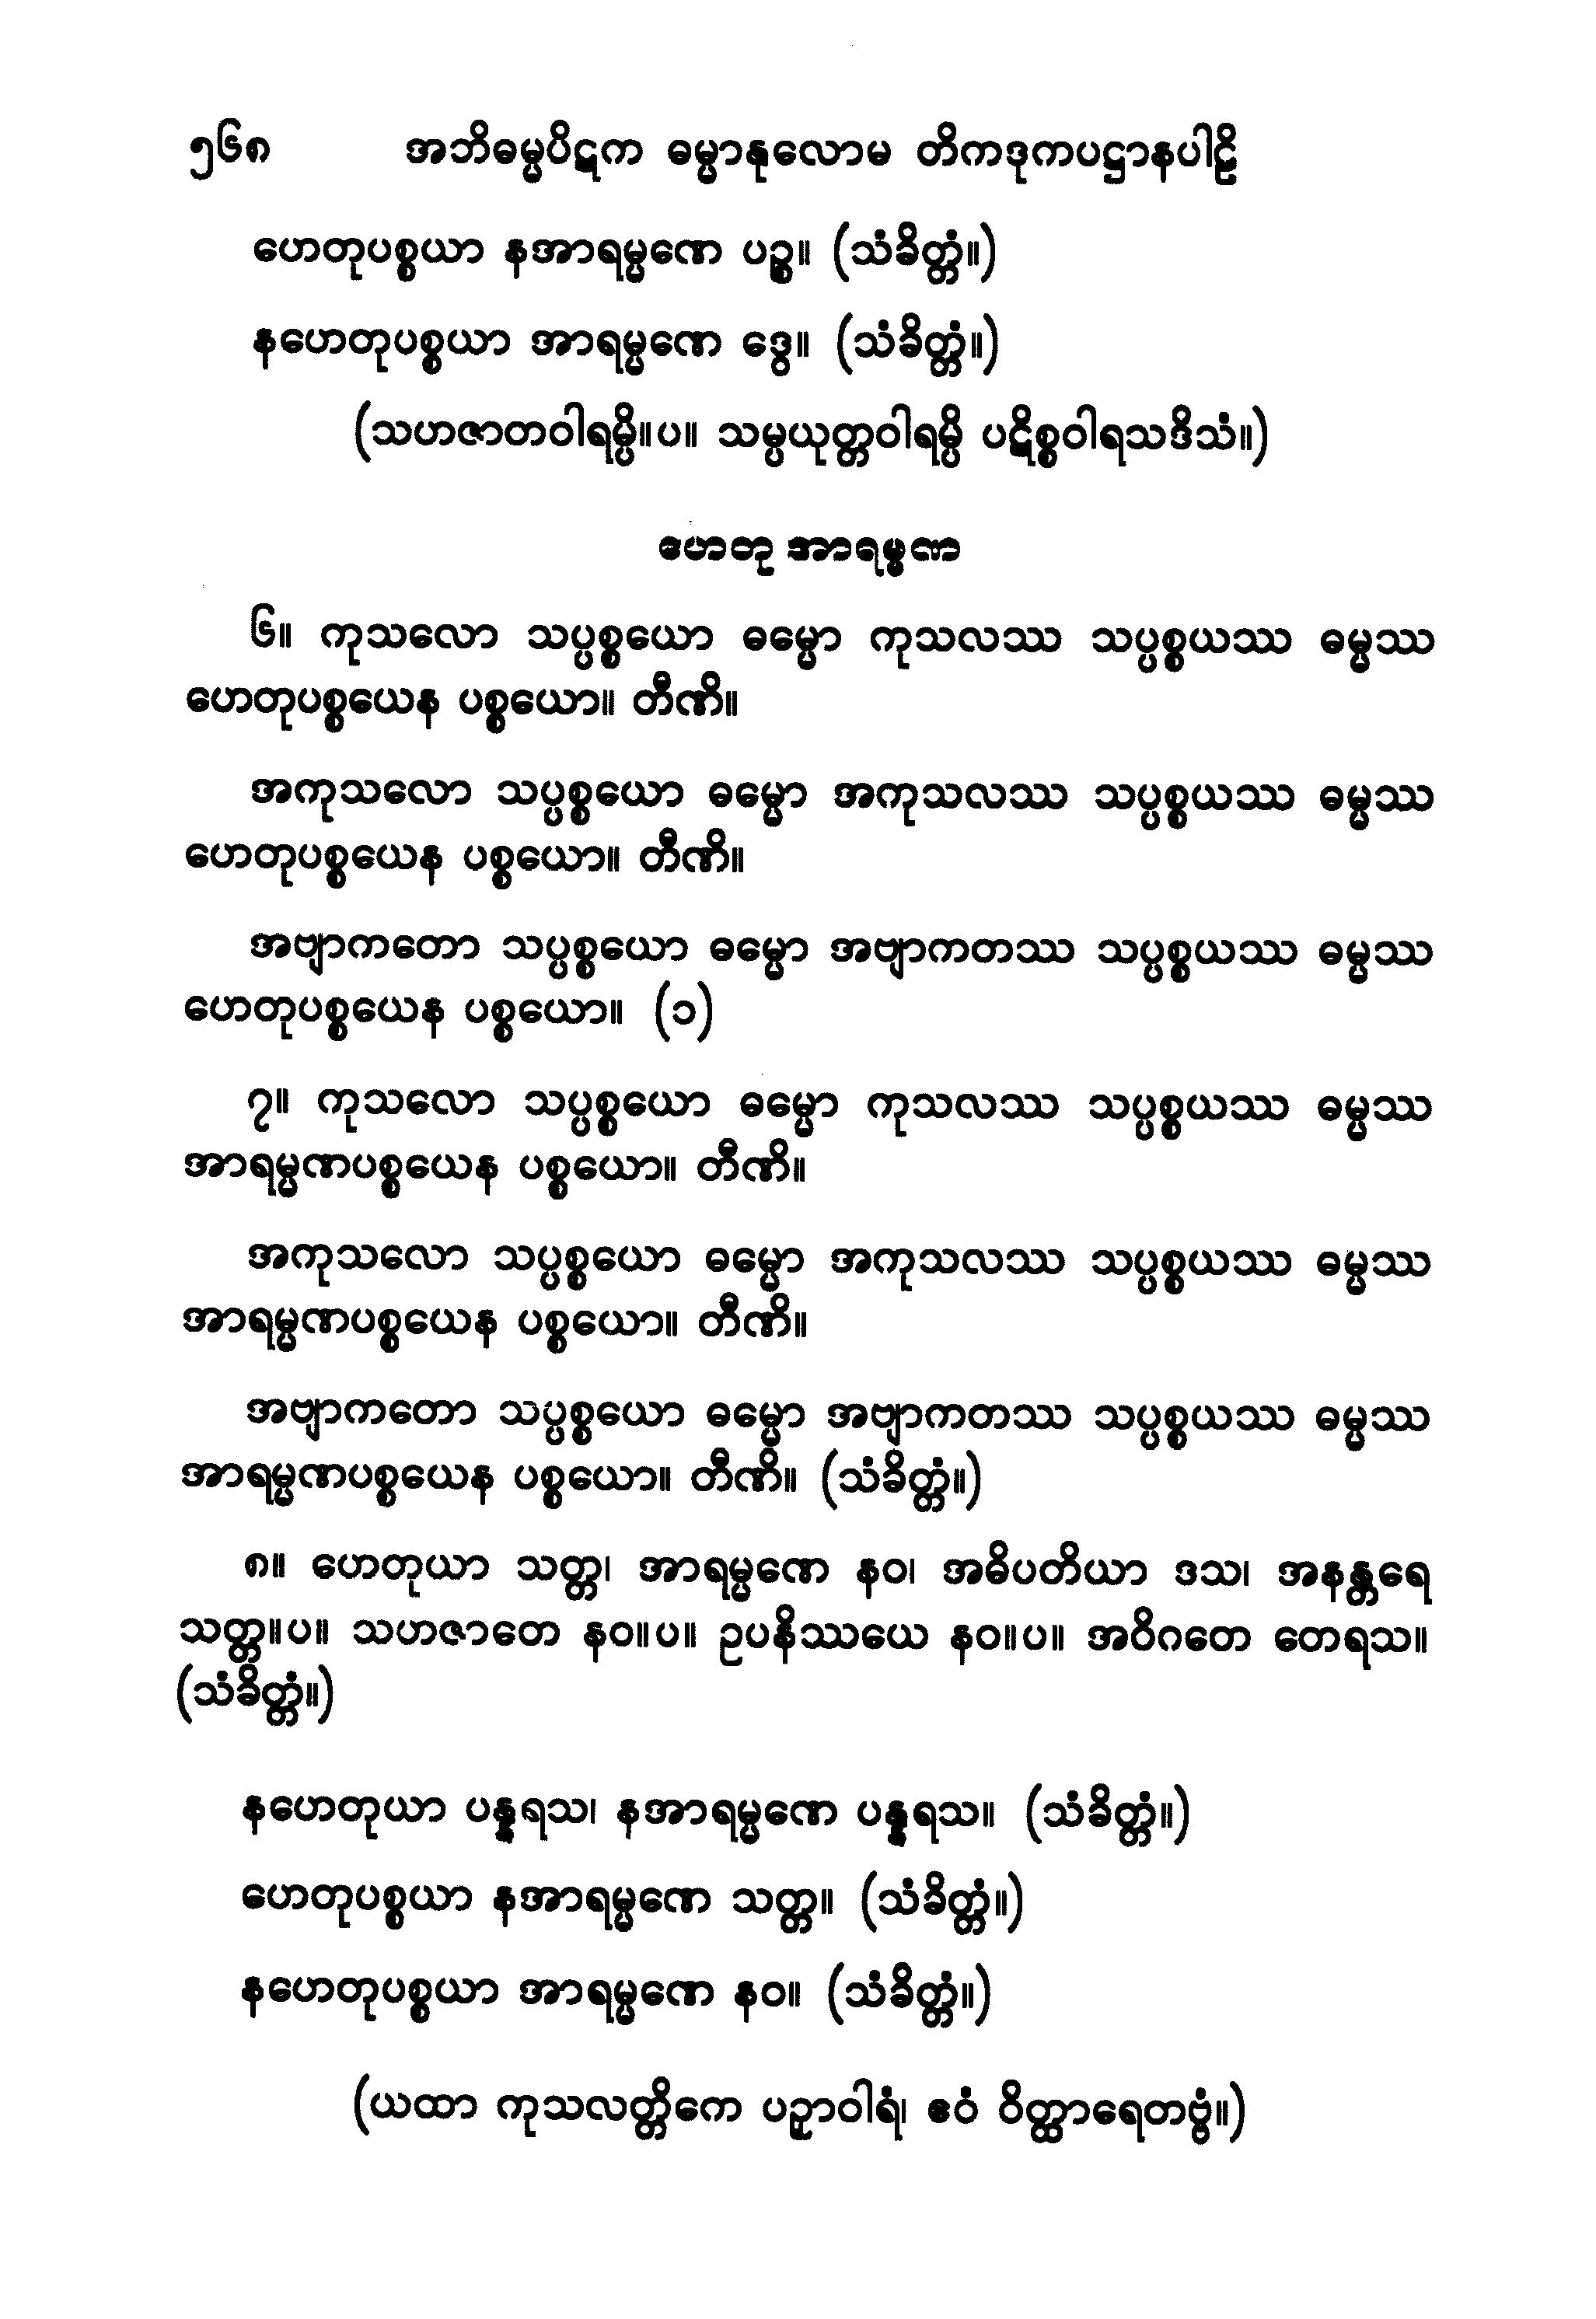 ၅၆၈ အဘိဓမ္မပိဋက ဓမ္မာနုလောမ တိကဒုကပဋ္ဌာနပါဠိ
ဟေတုပစ္စယာ နအာရမ္မဏေ ပဉ္စ။ (သံခိတ္တံ။)
နဟေတုပစ္စယာ အာရမ္မဏေ ဒွေ။ (သံခိတ္တံ။)
(သဟဇာတဝါရမ္ပိ။ပ။ သမ္ပယုတ္တဝါရမ္ပိ ပဋိစ္စဝါရသဒိသံ။)
ဟေတု အာရမ္မဏ
၆။ ကုသလော သပ္ပစ္စယော ဓမ္မော ကုသလဿ သပ္ပစ္စယဿ ဓမ္မဿ
ဟေတုပစ္စယေန ပစ္စယော။ တီဏိ။
အကုသလော သပ္ပစ္စယော ဓမ္မော အကုသလဿ သပ္ပစ္စယဿ ဓမ္မဿ
ဟေတုပစ္စယေန ပစ္စယော။ တီဏိ။
အဗျာကတော သပ္ပစ္စယော ဓမ္မော အဗျာကတဿ သပ္ပစ္စယဿ ဓမ္မဿ
ဟေတုပစ္စယေန ပစ္စယော။ (၁)
၇။ ကုသလော သပ္ပစ္စယော ဓမ္မော ကုသလဿ သပ္ပစ္စယဿ ဓမ္မဿ
အာရမ္မဏပစ္စယေန ပစ္စယော။ တီဏိ။
အကုသလော သပ္ပစ္စယော ဓမ္မော အကုသလဿ သပ္ပစ္စယဿ ဓမ္မဿ
အာရမ္မဏပစ္စယေန ပစ္စယော။ တီဏိ။
အဗျာကတော သပ္ပစ္စယော ဓမ္မော အဗျာကတဿ သပ္ပစ္စယဿ ဓမ္မဿ
အာရမ္မဏပစ္စယေန ပစ္စယော။ တီဏိ။ (သံခိတ္တံ။)
၈။ ဟေတုယာ သတ္တ၊ အာရမ္မဏေ နဝ၊ အဓိပတိယာ ဒသ၊ အနန္တရေ
သတ္တ။ပ။ သဟဇာတေ နဝ။ပ။ ဥပနိဿယေ နဝ။ပ။ အဝိဂတေ တေရသ။
(သံခိတ္တံ။)
နဟေတုယာ ပန္နရသ၊ နအာရမ္မဏေ ပန္နရသ။ (သံခိတ္တံ။)
ဟေတုပစ္စယာ နအာရမ္မဏေ သတ္တ။ (သံခိတ္တံ။)
နဟေတုပစ္စယာ အာရမ္မဏေ နဝ။ (သံခိတ္တံ။)
(ယထာ ကုသလတ္တိကေ ပဉှာဝါရံ၊ ဧဝံ ဝိတ္ထာရေတဗ္ဗံ။)